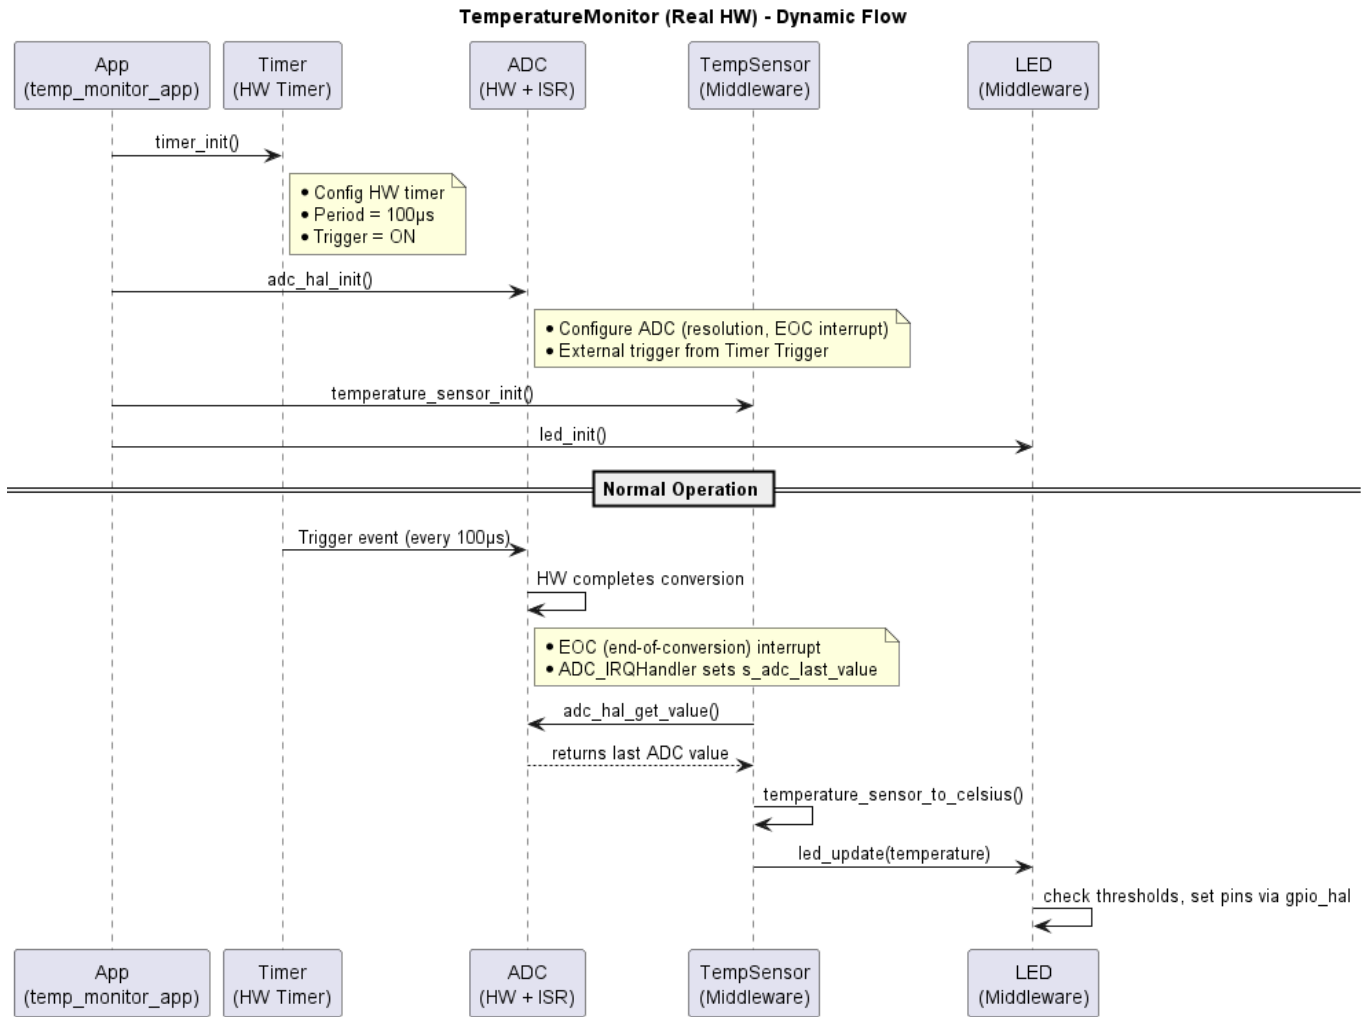 TemperatureMonitor (Real HW) - Dynamic Flow
App
(temp_monitor_app)
Timer
(HW Timer)
ADC
(HW + ISR)
TempSensor
(Middleware)
LED
(Middleware)
timer_init()
• Config HW timer
• Period = 100µs
• Trigger = ON
adc_hal_init()
• Configure ADC (resolution, EOC interrupt)
• External trigger from Timer Trigger
temperature_sensor_init()
led_init()
Normal Operation
Trigger event (every 100µs)
HW completes conversion
• EOC (end-of-conversion) interrupt
• ADC_IRQHandler sets s_adc_last_value
adc_hal_get_value()
returns last ADC value
temperature_sensor_to_celsius()
led_update(temperature)
check thresholds, set pins via gpio_hal
App
(temp_monitor_app)
Timer
(HW Timer)
ADC
(HW + ISR)
TempSensor
(Middleware)
LED
(Middleware)